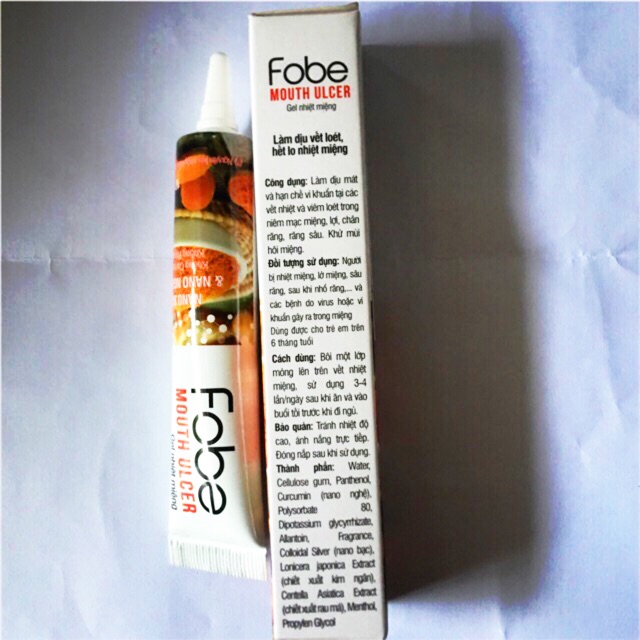 Fobe
MOUTH ULCER
Gel nhiệt miệng
Làm dịu vết loét,
hết lo nhiệt miệng
Công dụng: Làm dịu mát
và hạn chế vi khuẩn tại các
vết nhiệt và viêm loét trong
niêm mạc miệng, lợi, chân
răng, răng sâu. Khử mùi
hôi miệng.
Đối tượng sử dụng: Người
bị nhiệt miệng, lở miệng, sâu
răng, sau khi nhổ răng,... và
các bệnh do virus hoặc vi
khuẩn gây ra trong miệng
Dùng được cho trẻ em trên
6 tháng tuổi
Cách dùng: Bôi một lớp
mỏng lên trên vết nhiệt
miệng, sử dụng 3-4
lần/ngày sau khi ăn và vào
buổi tối trước khi đi ngủ.
Bảo quản: Tránh nhiệt độ
cao, ánh nắng trực tiếp.
Đóng nắp sau khi sử dụng.
Thành phần: Water,
Cellulose gum, Panthenol,
Curcumin (nano nghệ),
Polysorbate 80,
Dipotassium glycyrrhizate,
Allantoin, Fragrance,
Colloidal Silver (nano bạc),
Lonicera japonica Extract
(chiết xuất kim ngân),
Centella Asiatica Extract
(chiết xuất rau má), Menthol,
Propylen Glycol
NANO
& NANO
Fobe
MOUTH ULCER
Gel nhiệt miệng